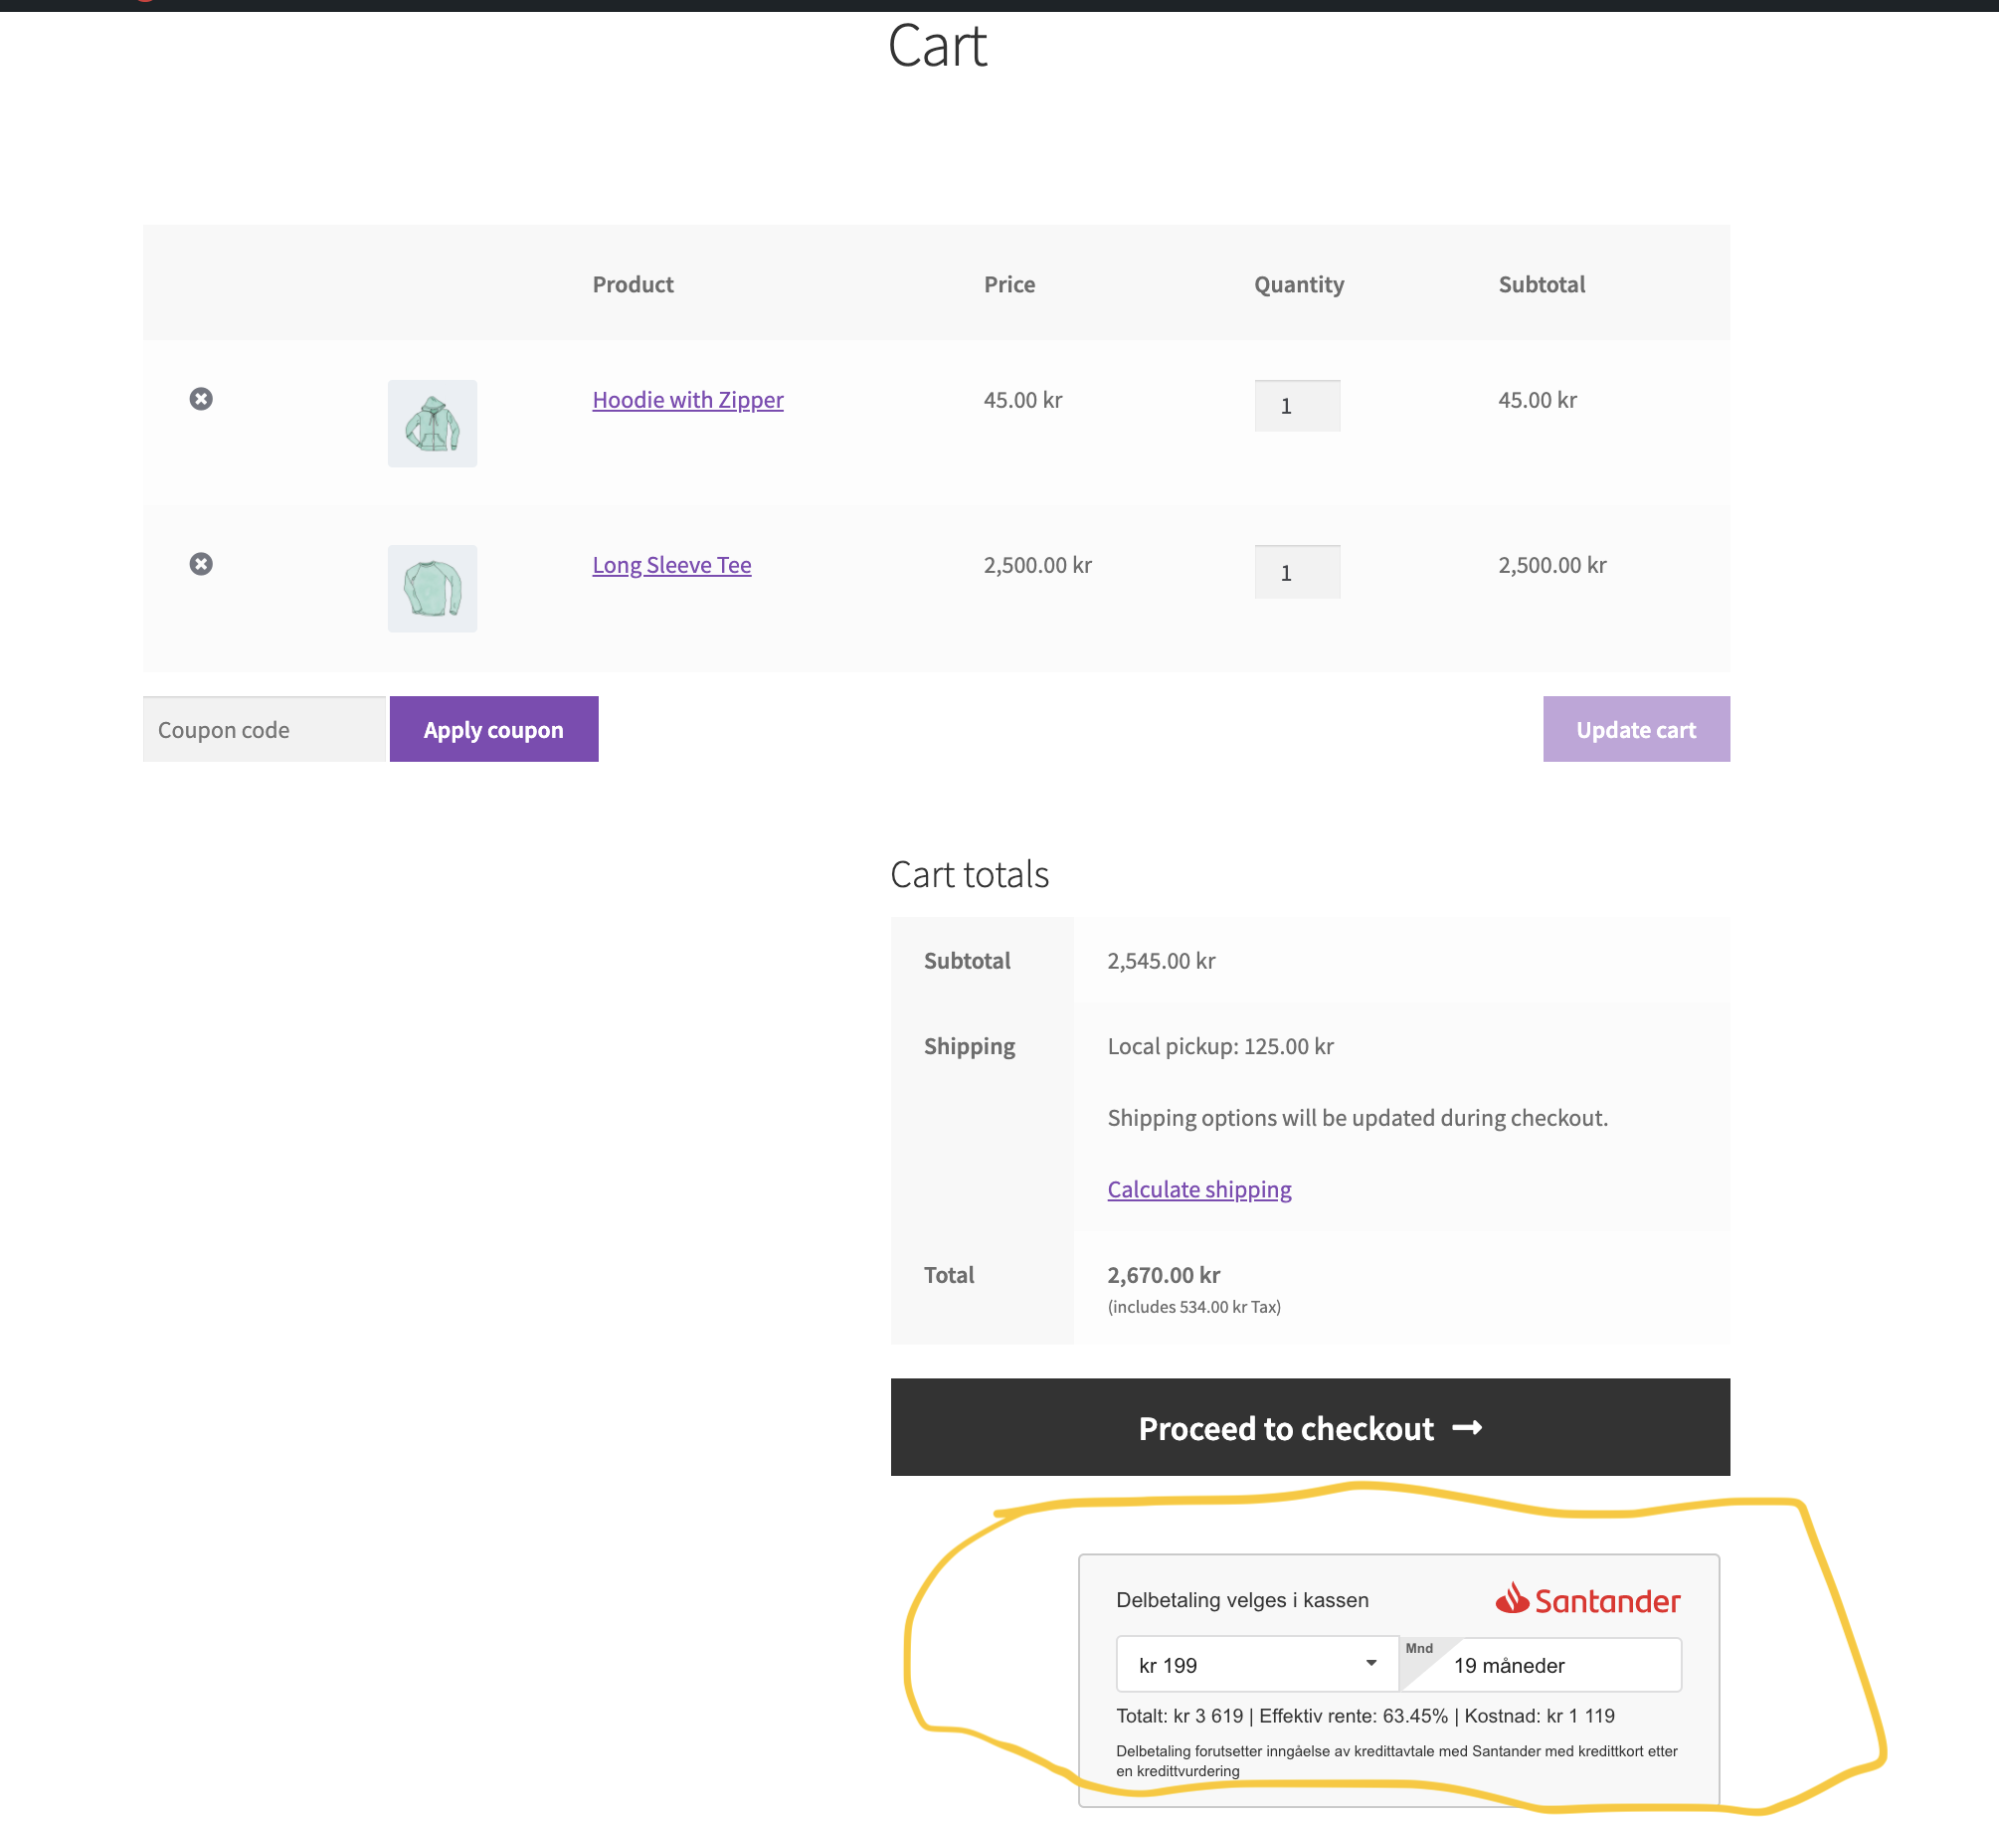 Cart
Product Price Quantity Subtotal
Hoodie with Zipper 45.00 kr 1 45.00 kr
Long Sleeve Tee 2,500.00 kr 1 2,500.00 kr
Coupon code Apply coupon Update cart
Cart totals
Subtotal 2,545.00 kr
Shipping Local pickup: 125.00 kr
Shipping options will be updated during checkout.
Calculate shipping
Total 2,670.00 kr
(includes 534.00 kr Tax)
Proceed to checkout →
Delbetaling velges i kassen Santander
kr 199 Mnd 19 måneder
Totalt: kr 3 619 | Effektiv rente: 63.45% | Kostnad: kr 1 119
Delbetaling forutsetter inngåelse av kredittavtale med Santander med kredittkort etter
en kredittvurdering